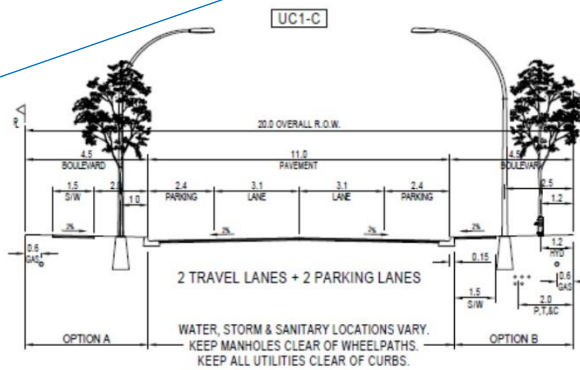 UC1-C
20.0 OVERALL R.O.W.
4.5 11.0 4.5
BOULEVARD PAVEMENT BOULEVARD
1.5 2.4 3.1 3.1 2.4 2.5
S/W 1.0 PARKING LANE LANE PARKING 1.2
2% 2% 2% 2%
0.6 1.2
GAS HYD
0.15
2 TRAVEL LANES + 2 PARKING LANES
1.5 0.6
S/W GAS
2.0
P,T,&C
OPTION A OPTION B
WATER, STORM & SANITARY LOCATIONS VARY.
KEEP MANHOLES CLEAR OF WHEELPATHS.
KEEP ALL UTILITIES CLEAR OF CURBS.